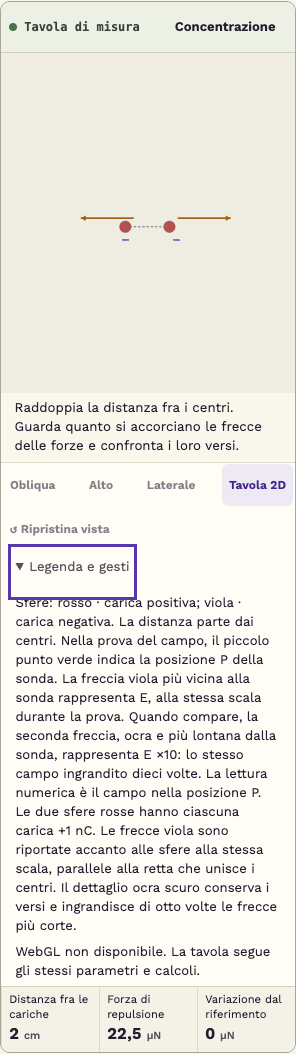 Tavola di misura Concentrazione
Raddoppia la distanza fra i centri.
Guarda quanto si accorciano le frecce
delle forze e confronta i loro versi.
Obliqua Alto Laterale Tavola 2D
↺ Ripristina vista
▼ Legenda e gesti
Sfere: rosso · carica positiva; viola ·
carica negativa. La distanza parte dai
centri. Nella prova del campo, il piccolo
punto verde indica la posizione P della
sonda. La freccia viola più vicina alla
sonda rappresenta E, alla stessa scala
durante la prova. Quando compare, la
seconda freccia, ocra e più lontana dalla
sonda, rappresenta E ×10: lo stesso
campo ingrandito dieci volte. La lettura
numerica è il campo nella posizione P.
Le due sfere rosse hanno ciascuna
carica +1 nC. Le frecce viola sono
riportate accanto alle sfere alla stessa
scala, parallele alla retta che unisce i
centri. Il dettaglio ocra scuro conserva i
versi e ingrandisce di otto volte le frecce
più corte.
WebGL non disponibile. La tavola segue
gli stessi parametri e calcoli.
Distanza fra le cariche
2 cm
Forza di repulsione
22,5 µN
Variazione dal riferimento
0 µN